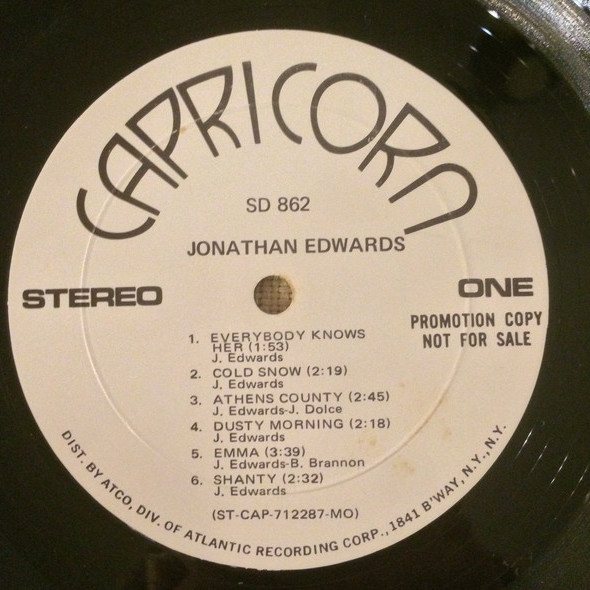 CAPRICORN
SD 862
JONATHAN EDWARDS
STEREO
ONE
PROMOTION COPY
NOT FOR SALE
1. EVERYBODY KNOWS
HER (1:53)
J. Edwards
2. COLD SNOW (2:19)
J. Edwards
3. ATHENS COUNTY (2:45)
J. Edwards-J. Dolce
4. DUSTY MORNING (2:18)
J. Edwards
5. EMMA (3:39)
J. Edwards-B. Brannon
6. SHANTY (2:32)
J. Edwards
(ST-CAP-712287-MO)
DIST. BY ATCO, DIV. OF ATLANTIC RECORDING CORP., 1841 B'WAY, N.Y., N.Y.